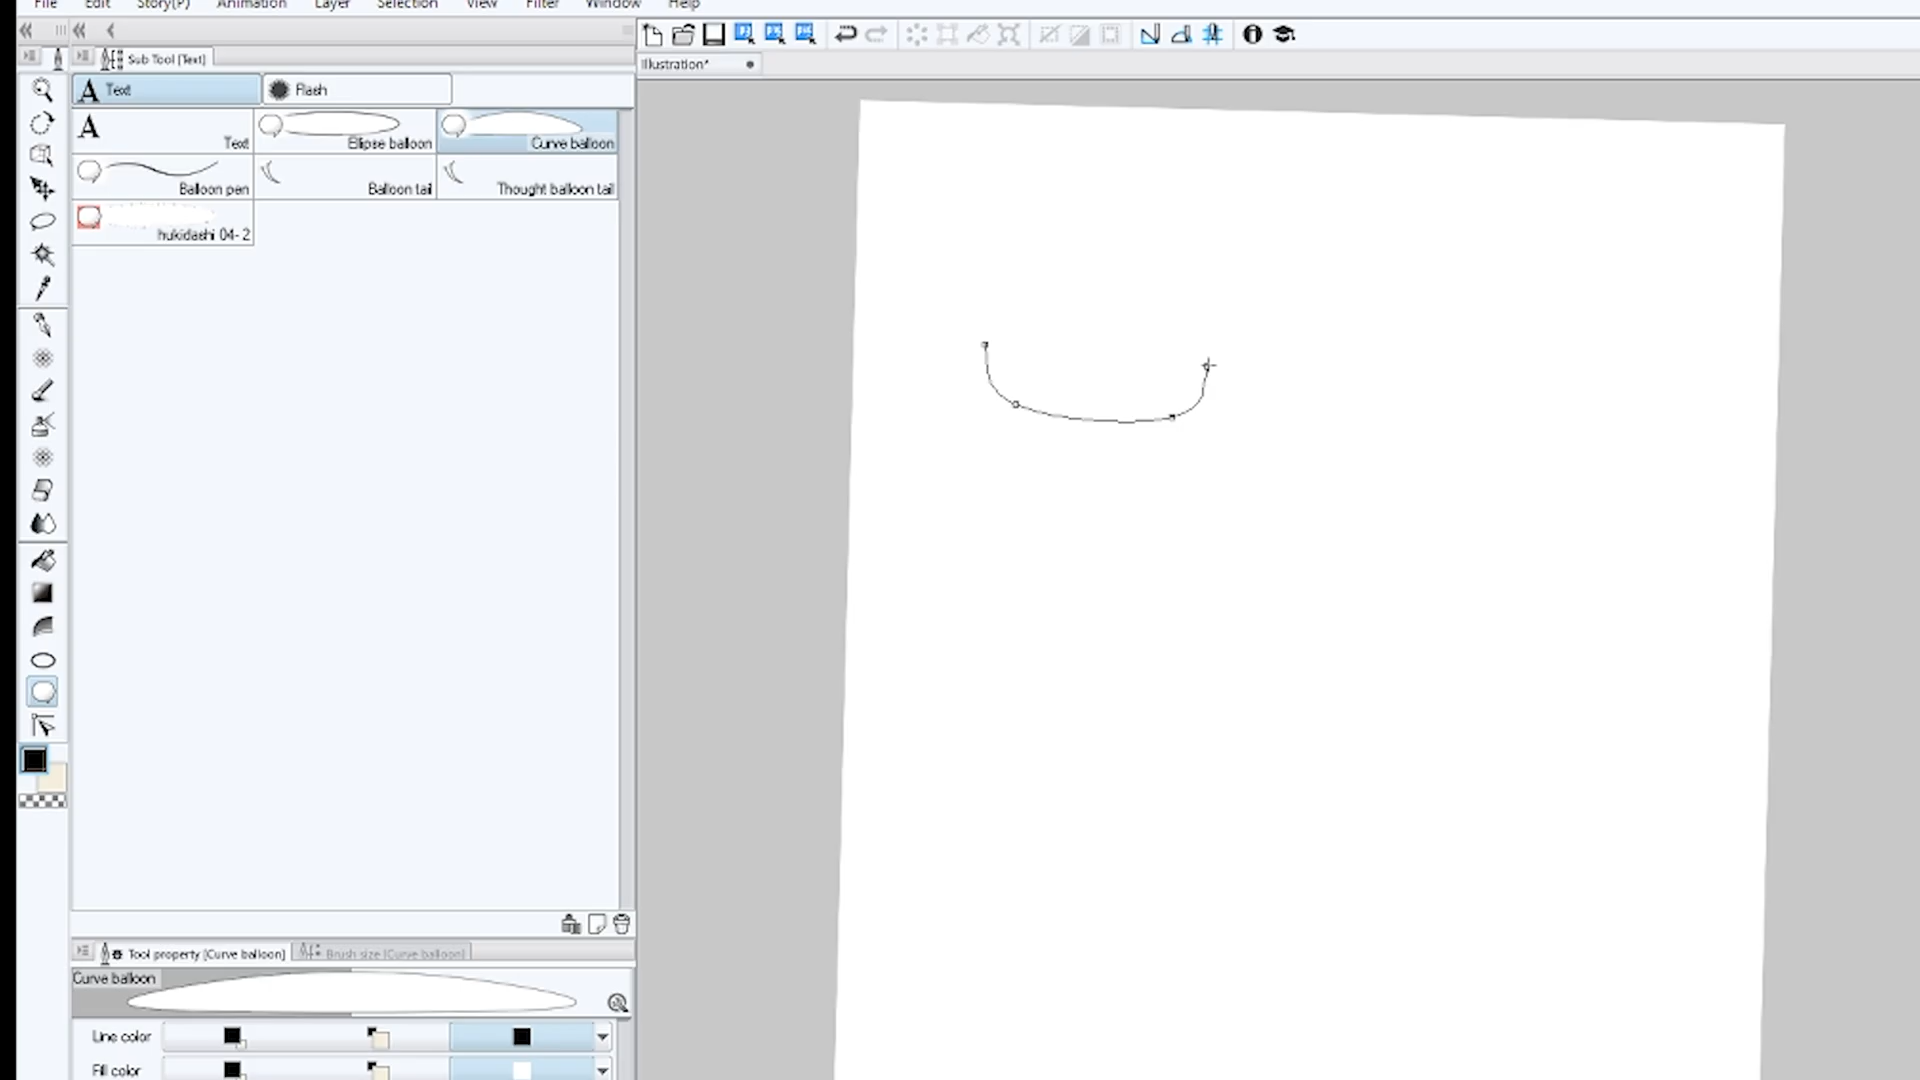 File Edit Story(P) Animation Layer Selection View Filter Window Help
Sub Tool [Text]
Illustration*
A Text Flash
A Text Ellipse balloon Curve balloon
Balloon pen Balloon tail Thought balloon tail
hukidashi 04-2
Tool property [Curve balloon] Brush size [Curve balloon]
Curve balloon
Line color
Fill color